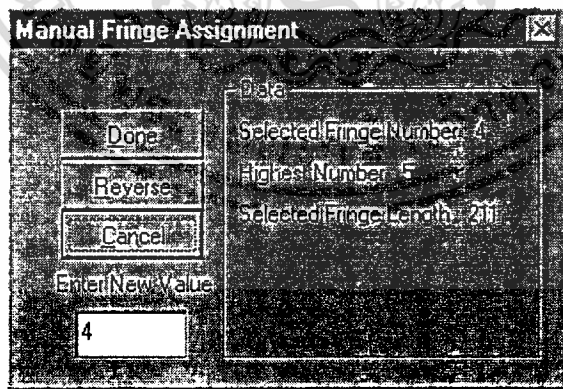 Manual Fringe Assignment
Data
Done
Selected Fringe Number 4
Reverse
Highest Number 5
Cancel
Selected Fringe Length 211
Enter New Value
4